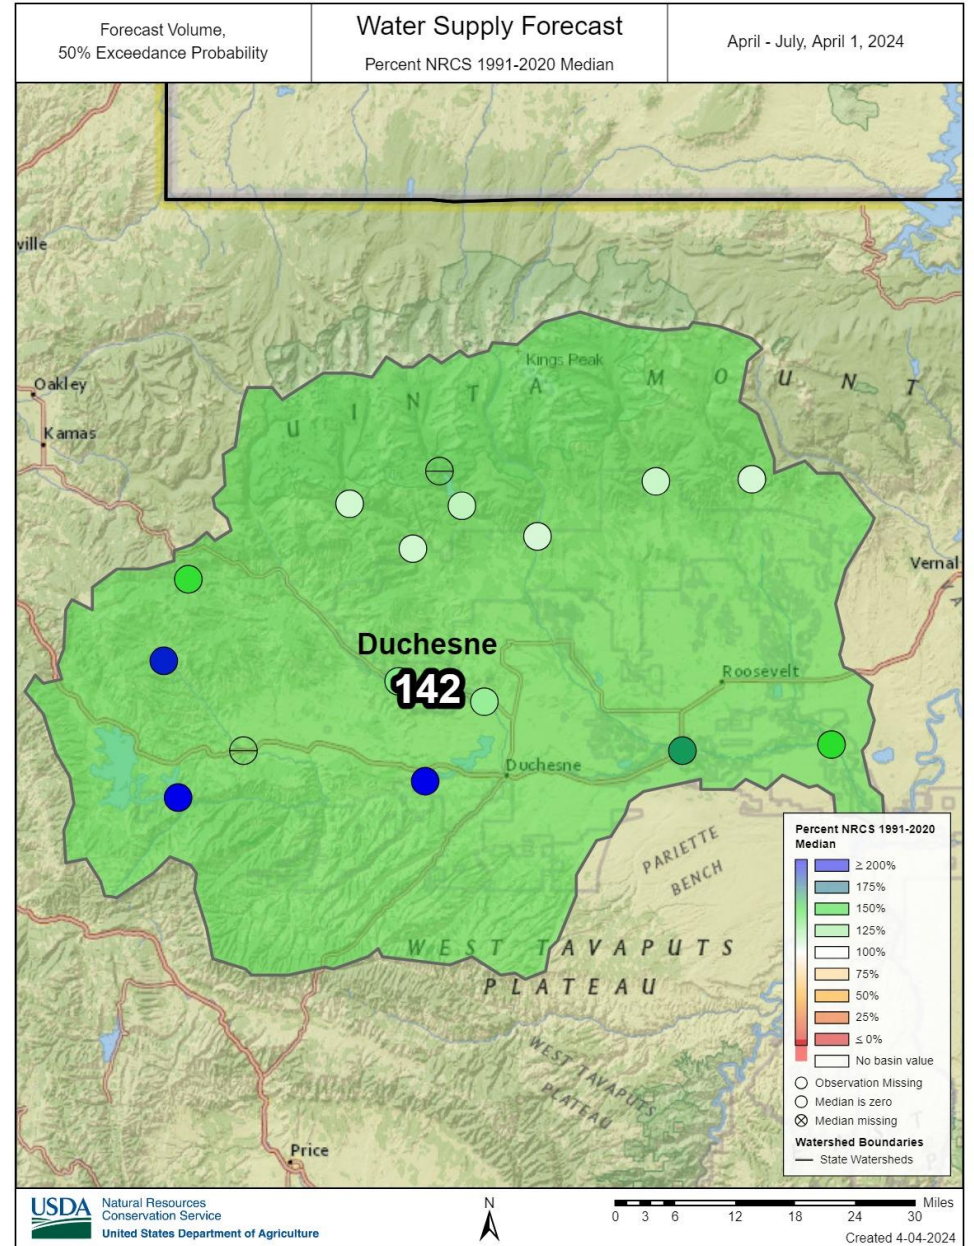 Forecast Volume,
50% Exceedance Probability
Water Supply Forecast
Percent NRCS 1991-2020 Median
April - July, April 1, 2024
ville
Oakley
Kamas
Kings Peak
U I N T A M O U N T
Vernal
Duchesne
142
Roosevelt
Duchesne
PARIETTE
BENCH
WEST TAVAPUTS
PLATEAU
WEST TAVAPUTS
PLATEAU
Price
Percent NRCS 1991-2020
Median
≥ 200%
175%
150%
125%
100%
75%
50%
25%
≤ 0%
No basin value
Observation Missing
Median is zero
Median missing
Watershed Boundaries
State Watersheds
USDA
Natural Resources
Conservation Service
United States Department of Agriculture
N
Miles
0 3 6 12 18 24 30
Created 4-04-2024